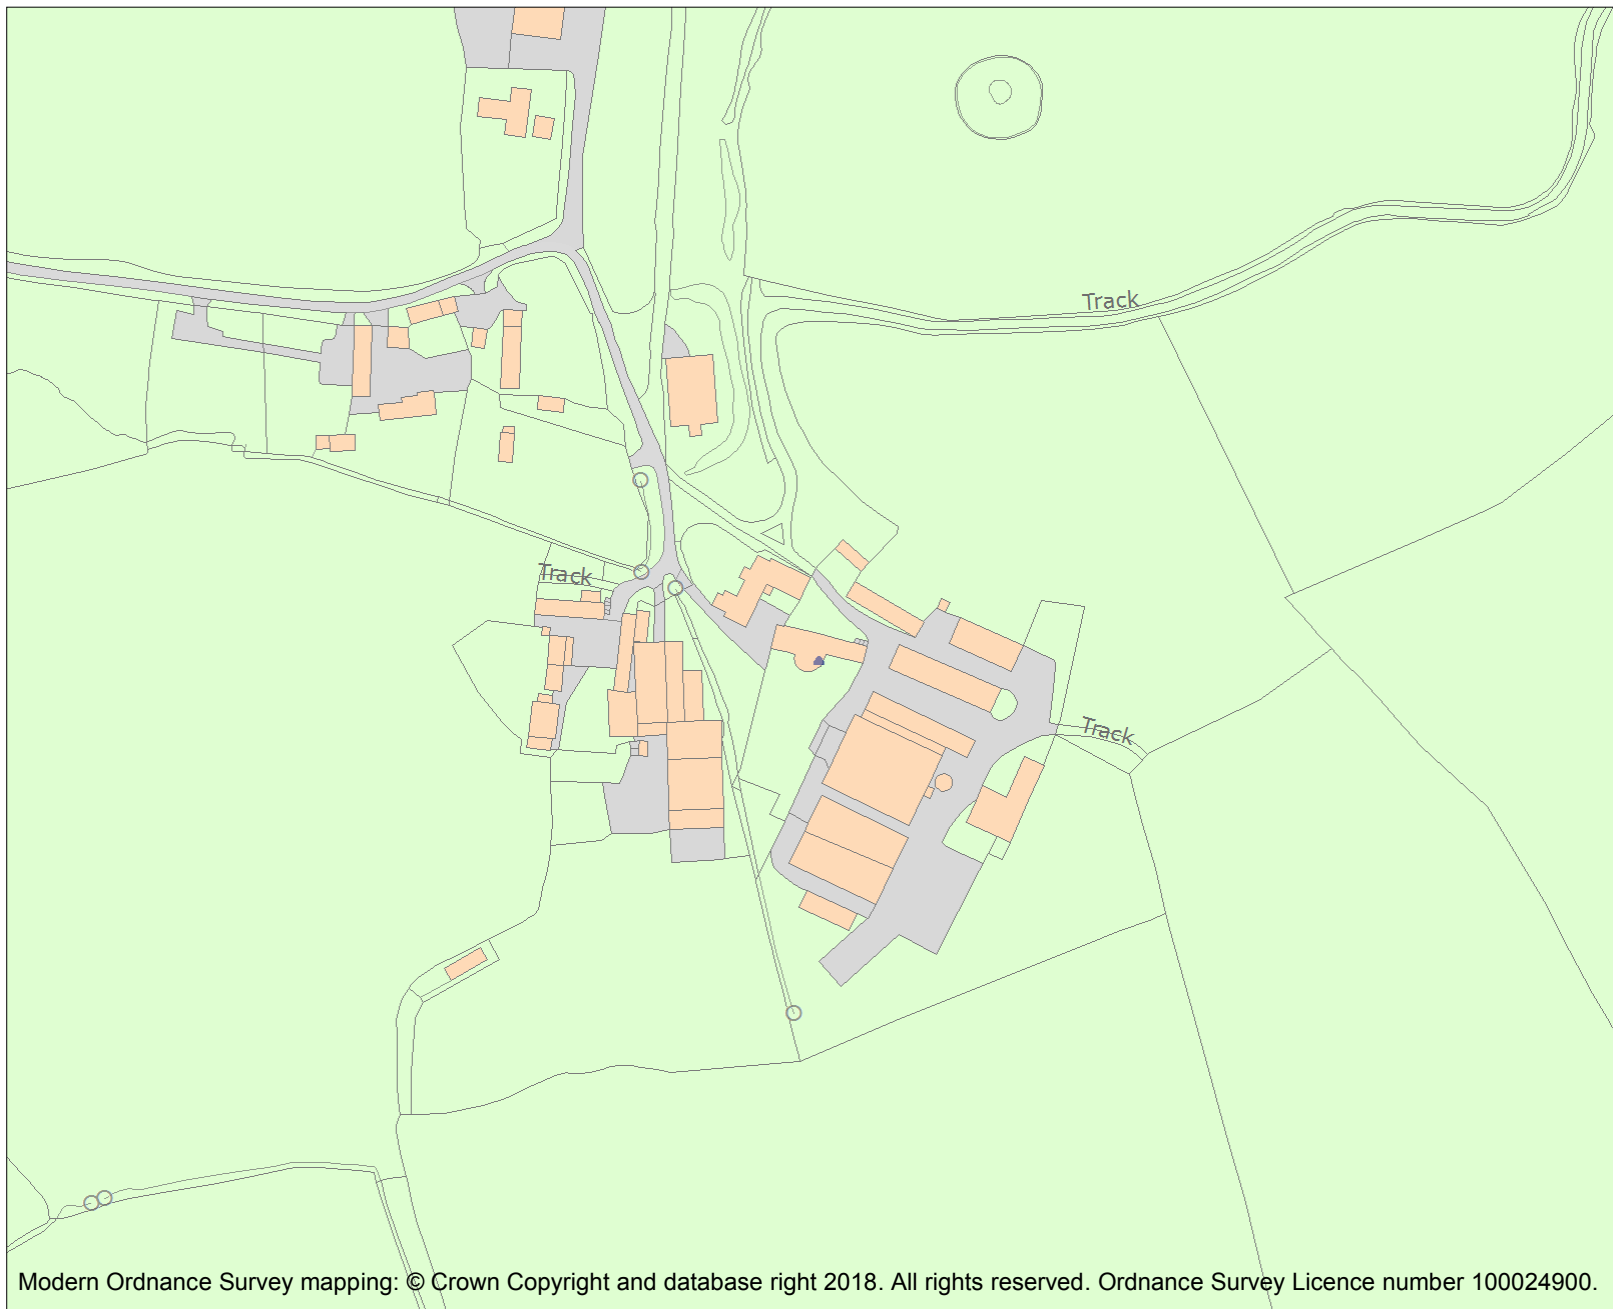 Track
Track
Track
Modern Ordnance Survey mapping: © Crown Copyright and database right 2018. All rights reserved. Ordnance Survey Licence number 100024900.